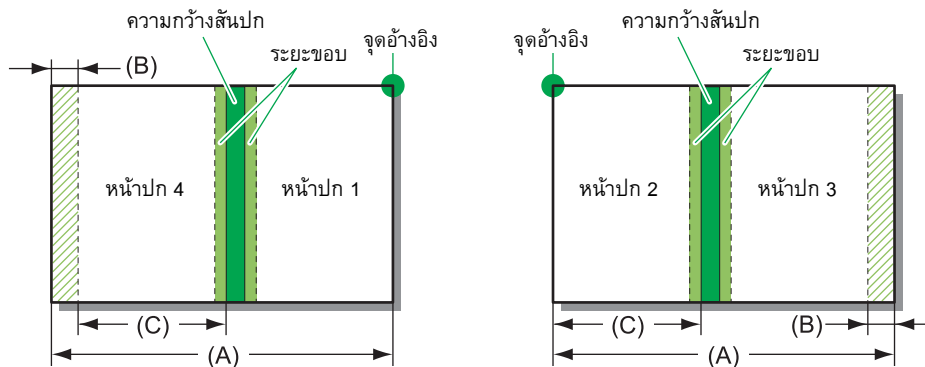 ความกว้างสันปก
ระยะขอบ
จุดอ้างอิง
(B)
หน้าปก 4
หน้าปก 1
(C)
(A)
จุดอ้างอิง
ความกว้างสันปก
ระยะขอบ
หน้าปก 2
หน้าปก 3
(C)
(B)
(A)